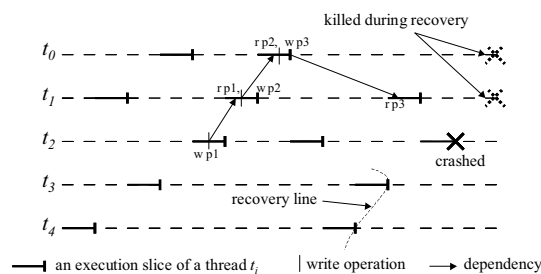 killed during recovery
t0
r p2, w p3
t1
r p1, w p2
r p3
t2
w p1
crashed
t3
recovery line
t4
an execution slice of a thread ti
write operation
dependency